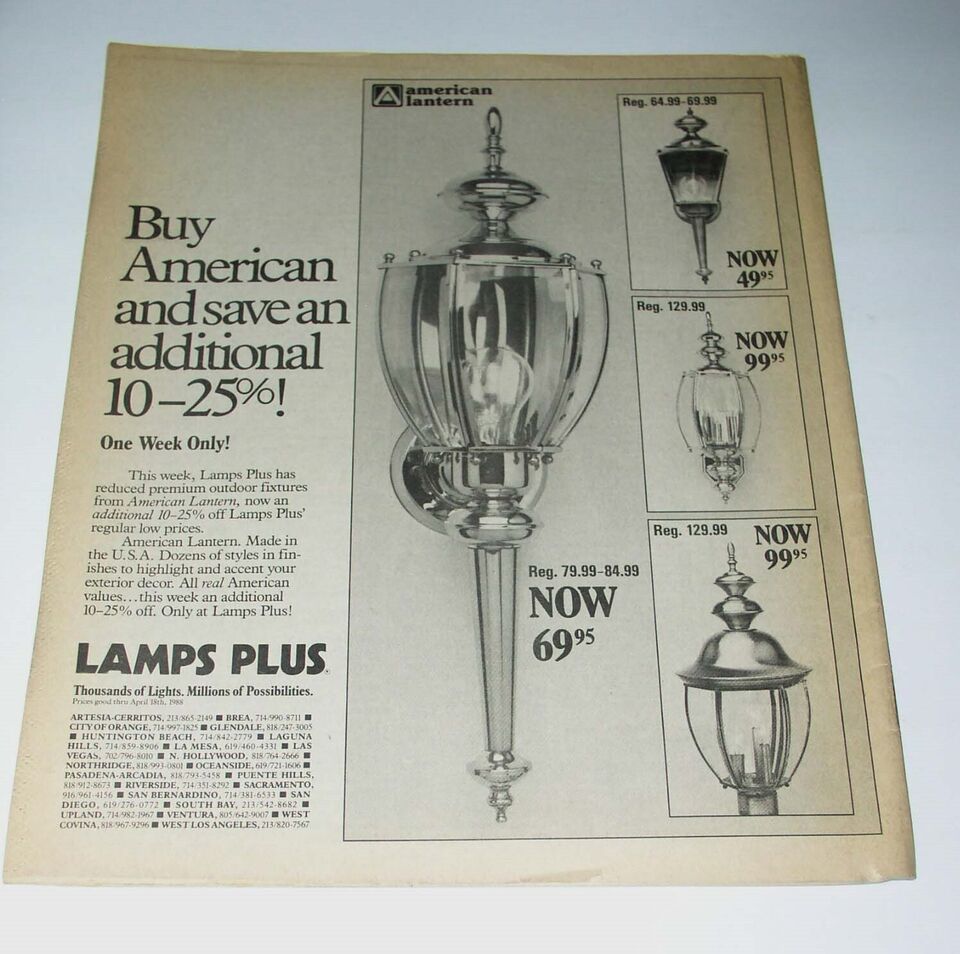 american
lantern
Reg. 64.99-69.99
NOW
49⁹⁵
Reg. 129.99
NOW
99⁹⁵
Reg. 129.99
NOW
99⁹⁵
Reg. 79.99-84.99
NOW
69⁹⁵
Buy
American
and save an
additional
10–25%!
One Week Only!
This week, Lamps Plus has
reduced premium outdoor fixtures
from American Lantern, now an
additional 10–25% off Lamps Plus'
regular low prices.
American Lantern. Made in
the U.S.A. Dozens of styles in fin-
ishes to highlight and accent your
exterior decor. All real American
values...this week an additional
10–25% off. Only at Lamps Plus!
LAMPS PLUS
Thousands of Lights. Millions of Possibilities.
Prices good thru April 18th, 1988
ARTESIA-CERRITOS, 213/865-2149 ■ BREA, 714/990-8711 ■
CITY OF ORANGE, 714/997-1825 ■ GLENDALE, 818/247-3005
■ HUNTINGTON BEACH, 714/842-2779 ■ LAGUNA
HILLS, 714/859-8906 ■ LA MESA, 619/460-4331 ■ LAS
VEGAS, 702/796-8010 ■ N. HOLLYWOOD, 818/764-2666 ■
NORTHRIDGE, 818/993-0801 ■ OCEANSIDE, 619/721-1606 ■
PASADENA-ARCADIA, 818/793-5458 ■ PUENTE HILLS,
818/912-8673 ■ RIVERSIDE, 714/351-8292 ■ SACRAMENTO,
916/961-4156 ■ SAN BERNARDINO, 714/381-6533 ■ SAN
DIEGO, 619/276-0772 ■ SOUTH BAY, 213/542-8682 ■
UPLAND, 714/982-1967 ■ VENTURA, 805/642-9007 ■ WEST
COVINA, 818/967-9296 ■ WEST LOS ANGELES, 213/820-7567